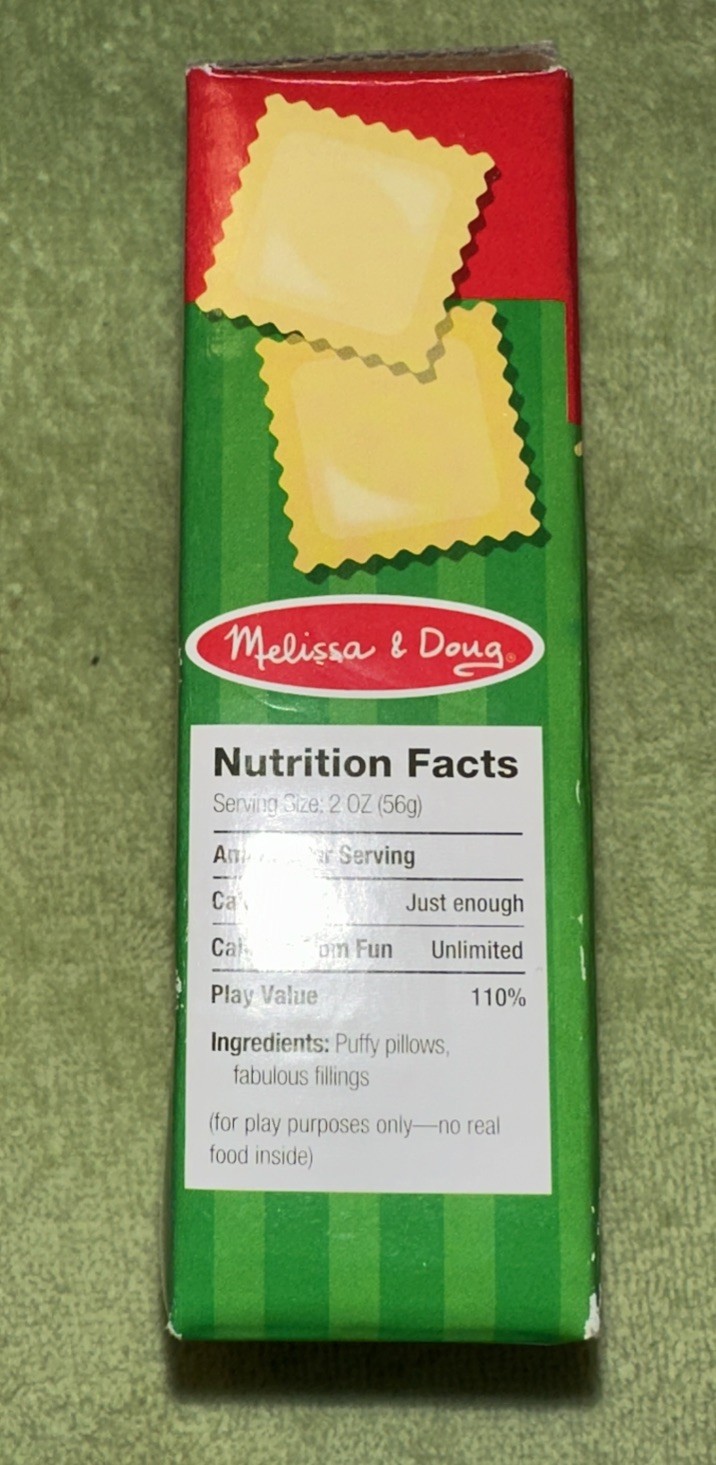 Melissa & Doug
Nutrition Facts
Serving Size: 2 OZ (56g)
Serving
Just enough
Fun Unlimited
Play Value 110%
Ingredients: Puffy pillows,
fabulous fillings
(for play purposes only—no real
food inside)